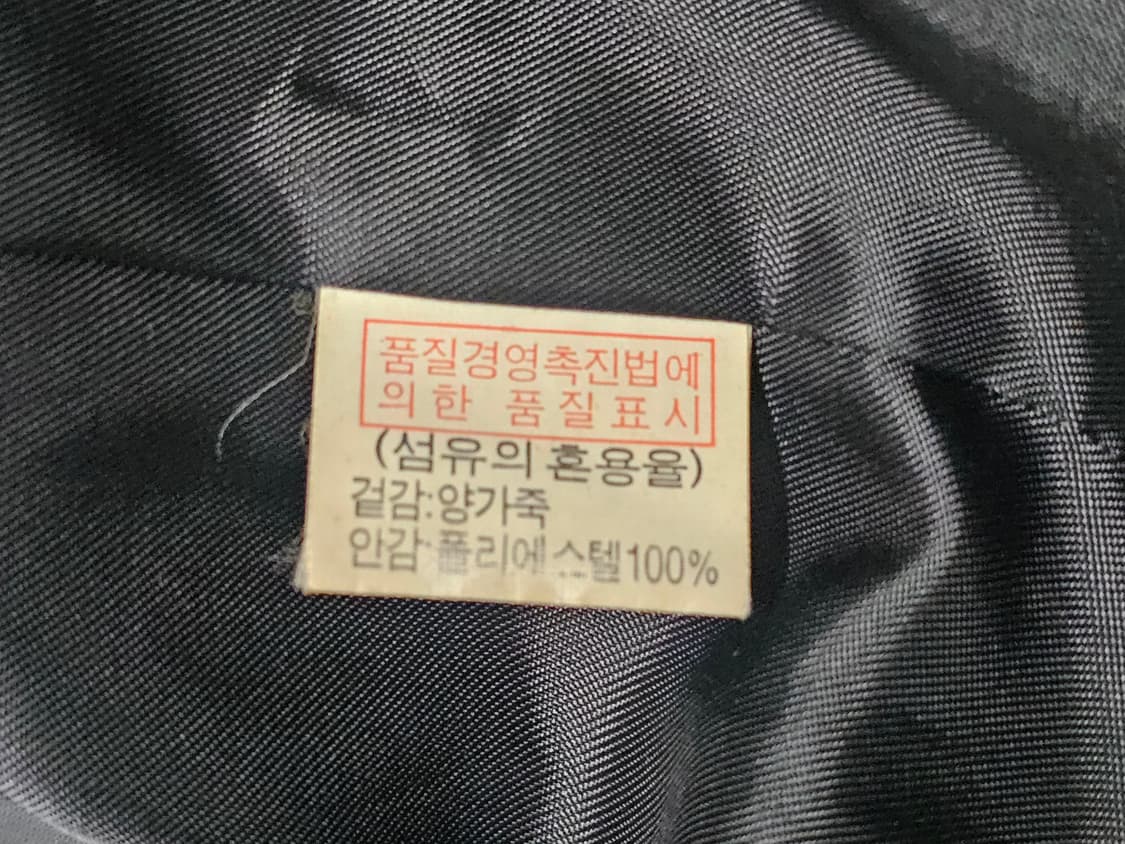 품질경영촉진법에
의한 품질표시
(섬유의 혼용율)
겉감:양가죽
안감:폴리에스텔100%